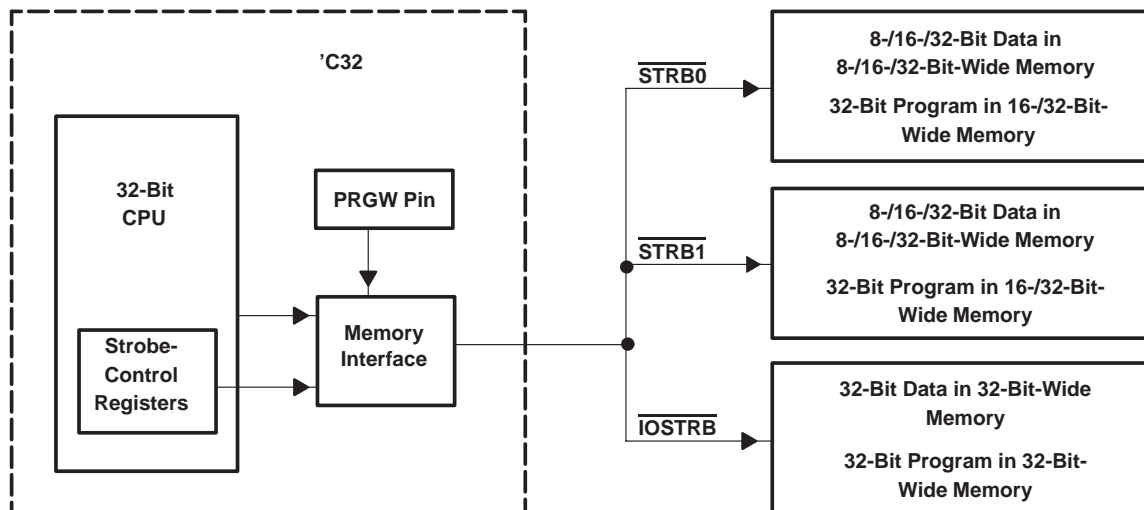 'C32
32-Bit
CPU
PRGW Pin
Strobe-
Control
Registers
Memory
Interface
STRB0
8-/16-/32-Bit Data in
8-/16-/32-Bit-Wide Memory
32-Bit Program in 16-/32-Bit-
Wide Memory
STRB1
8-/16-/32-Bit Data in
8-/16-/32-Bit-Wide Memory
32-Bit Program in 16-/32-Bit-
Wide Memory
IOSTRB
32-Bit Data in 32-Bit-Wide
Memory
32-Bit Program in 32-Bit-
Wide Memory